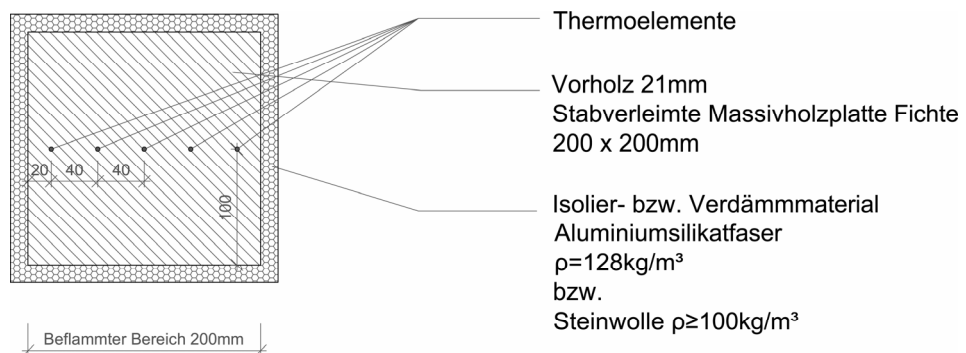 Thermoelemente
Vorholz 21mm
Stabverleimte Massivholzplatte Fichte
200 x 200mm
20 40 40
100
Isolier- bzw. Verdämmmaterial
Aluminiumsilikatfaser
ρ=128kg/m³
bzw.
Steinwolle ρ≥100kg/m³
Beflammter Bereich 200mm